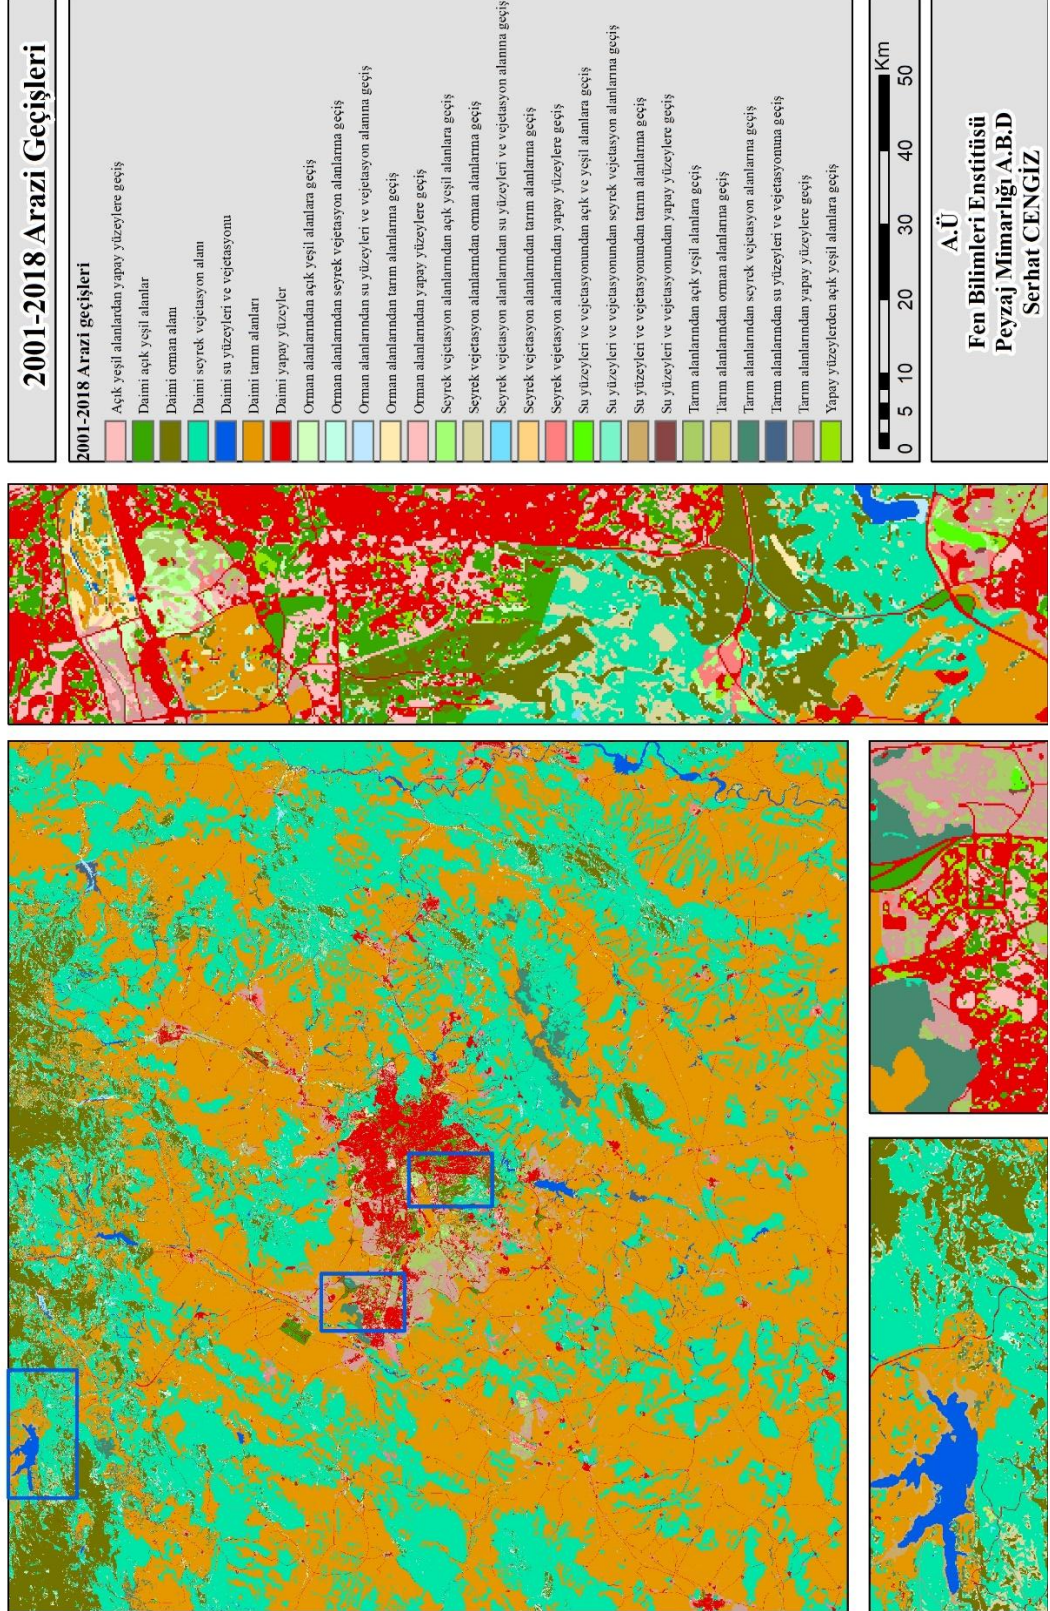 2001-2018 Arazi Geçişleri
2001-2018 Arazi geçişleri
Açık yeşil alanlardan yapay yüzeylere geçiş
Daimi açık yeşil alanlar
Daimi orman alanı
Daimi seyrek vejetasyon alanı
Daimi su yüzeyleri ve vejetasyonu
Daimi tarım alanları
Daimi yapay yüzeyler
Orman alanlarından açık yeşil alanlara geçiş
Orman alanlarından seyrek vejetasyon alanlarına geçiş
Orman alanlarından su yüzeyleri ve vejetasyon alanına geçiş
Orman alanlarından tarım alanlarına geçiş
Orman alanlarından yapay yüzeylere geçiş
Seyrek vejetasyon alanlarından açık yeşil alanlara geçiş
Seyrek vejetasyon alanlarından orman alanlarına geçiş
Seyrek vejetasyon alanlarından su yüzeyleri ve vejetasyon alanına geçiş
Seyrek vejetasyon alanlarından tarım alanlarına geçiş
Seyrek vejetasyon alanlarından yapay yüzeylere geçiş
Su yüzeyleri ve vejetasyonundan açık ve yeşil alanlara geçiş
Su yüzeyleri ve vejetasyonundan seyrek vejetasyon alanlarına geçiş
Su yüzeyleri ve vejetasyonundan tarım alanlarına geçiş
Su yüzeyleri ve vejetasyonundan yapay yüzeylere geçiş
Tarım alanlarından açık yeşil alanlara geçiş
Tarım alanlarından orman alanlarına geçiş
Tarım alanlarından seyrek vejetasyon alanlarına geçiş
Tarım alanlarından su yüzeyleri ve vejetasyonuna geçiş
Tarım alanlarından yapay yüzeylere geçiş
Yapay yüzeylerden açık yeşil alanlara geçiş
0 5 10 20 30 40 50 Km
A.Ü
Fen Bilimleri Enstitüsü
Peyzaj Mimarlığı A.B.D
Serhat CENGİZ